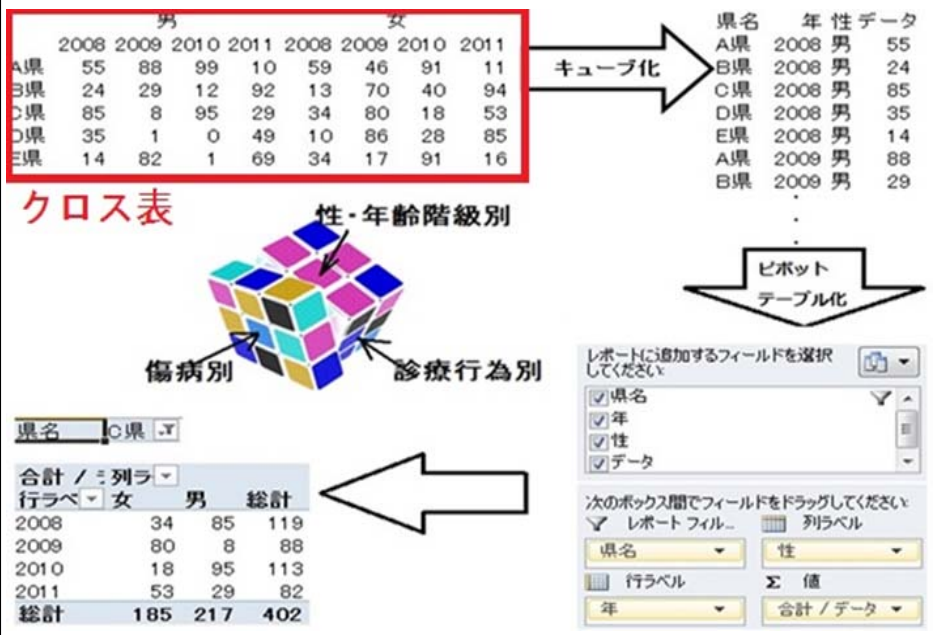 男 女
2008 2009 2010 2011 2008 2009 2010 2011
A県 55 88 99 10 59 46 91 11
B県 24 29 12 92 13 70 40 94
C県 85 8 95 29 34 80 18 53
D県 35 1 0 49 10 86 28 85
E県 14 82 1 69 34 17 91 16
クロス表
キューブ化
県名 年 性 データ
A県 2008 男 55
B県 2008 男 24
C県 2008 男 85
D県 2008 男 35
E県 2008 男 14
A県 2009 男 88
B県 2009 男 29
ピボット
テーブル化
性・年齢階級別
傷病別
診療行為別
レポートに追加するフィールドを選択
してください:
県名
年
性
データ
次のボックス間でフィールドをドラッグしてください:
レポート フィル... 列ラベル
県名 性
行ラベル Σ 値
年 合計 / データ
県名 C県
合計 / 列ラ
行ラベ 女 男 総計
2008 34 85 119
2009 80 8 88
2010 18 95 113
2011 53 29 82
総計 185 217 402